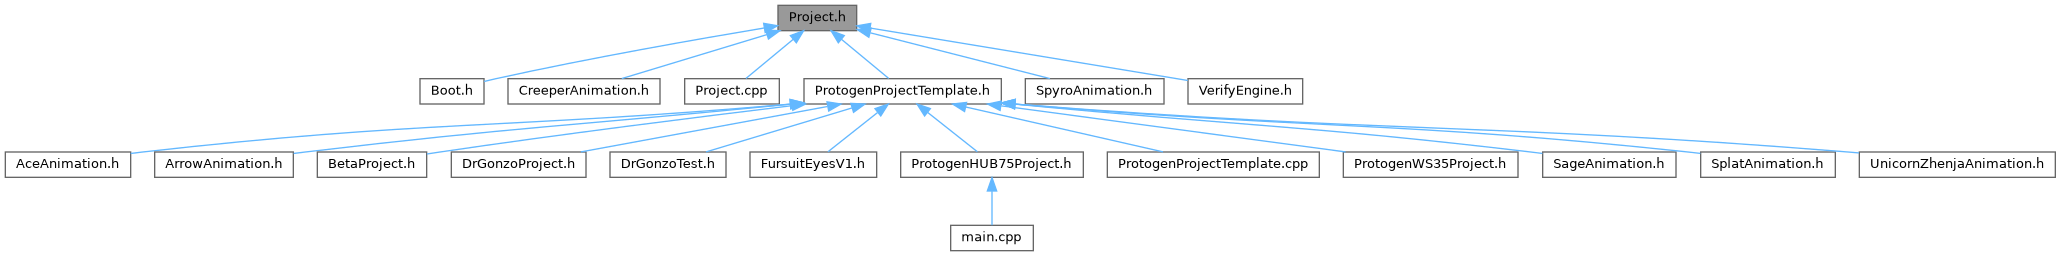 Project.h
Boot.h
CreeperAnimation.h
Project.cpp
ProtogenProjectTemplate.h
SpyroAnimation.h
VerifyEngine.h
AceAnimation.h
ArrowAnimation.h
BetaProject.h
DrGonzoProject.h
DrGonzoTest.h
FursuitEyesV1.h
ProtogenHUB75Project.h
ProtogenProjectTemplate.cpp
ProtogenWS35Project.h
SageAnimation.h
SplatAnimation.h
UnicornZhenjaAnimation.h
main.cpp